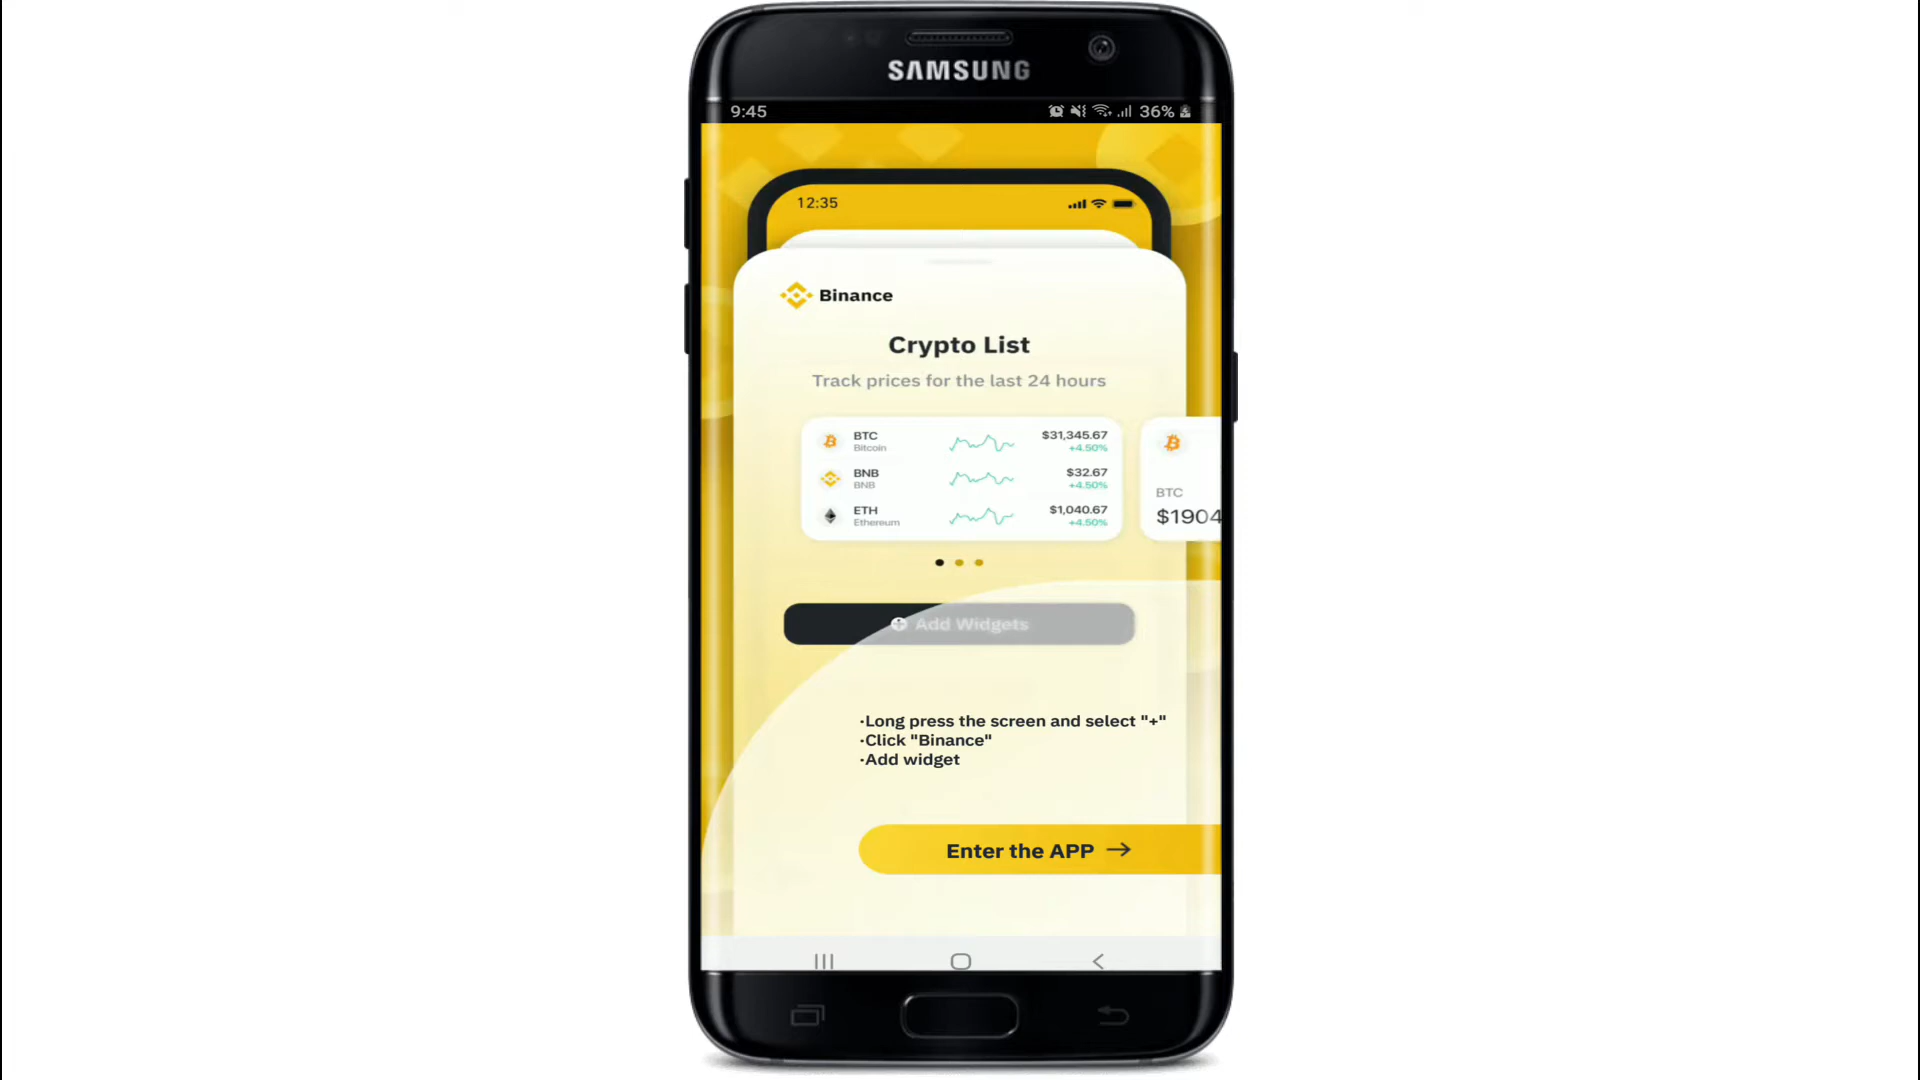 SAMSUNG
9:45
36%
12:35
Binance
Crypto List
Track prices for the last 24 hours
BTC
Bitcoin
$31,345.67
+4.50%
BNB
BNB
$32.67
+4.50%
ETH
Ethereum
$1,040.67
+4.50%
BTC
$1904
Add Widgets
·Long press the screen and select "+"
·Click "Binance"
·Add widget
Enter the APP →